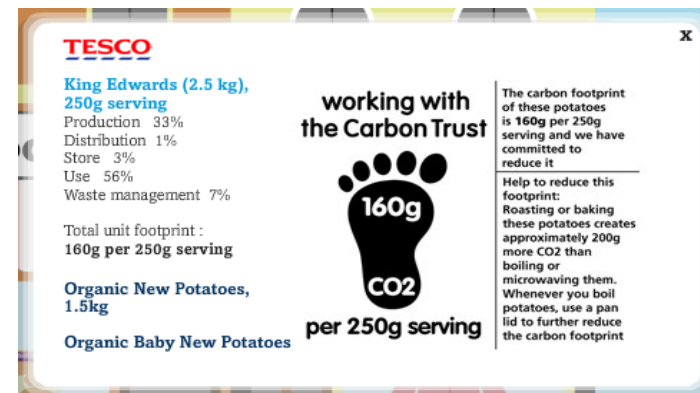 x
TESCO
King Edwards (2.5 kg),
250g serving
Production 33%
Distribution 1%
Store 3%
Use 56%
Waste management 7%
Total unit footprint :
160g per 250g serving
Organic New Potatoes,
1.5kg
Organic Baby New Potatoes
working with
the Carbon Trust
160g
CO2
per 250g serving
The carbon footprint
of these potatoes
is 160g per 250g
serving and we have
committed to
reduce it
Help to reduce this
footprint:
Roasting or baking
these potatoes creates
approximately 200g
more CO2 than
boiling or
microwaving them.
Whenever you boil
potatoes, use a pan
lid to further reduce
the carbon footprint